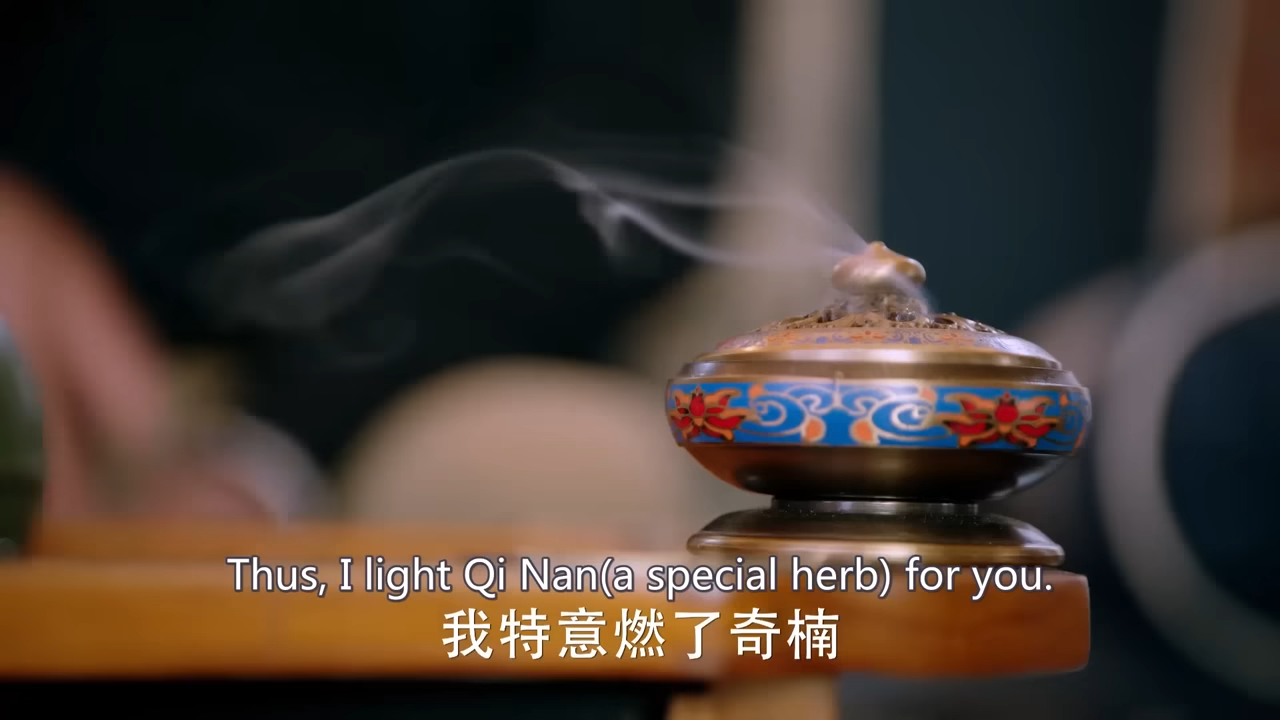 Thus, I light Qi Nan(a special herb) for you.
我特意燃了奇楠